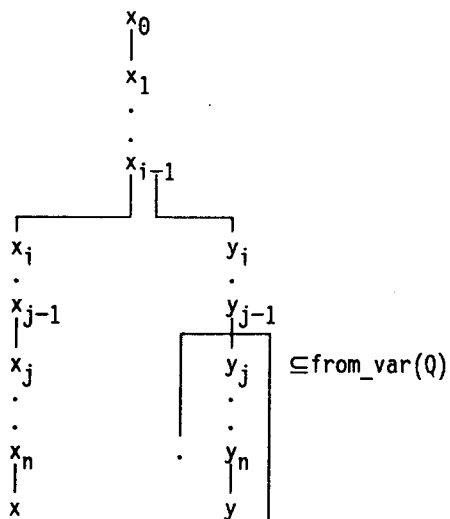 x₀
x₁
.
.
xᵢ₋₁
xᵢ yᵢ
. .
xⱼ₋₁ yⱼ₋₁
xⱼ yⱼ ⊆from_var(Q)
. .
. .
xₙ . yₙ
x y